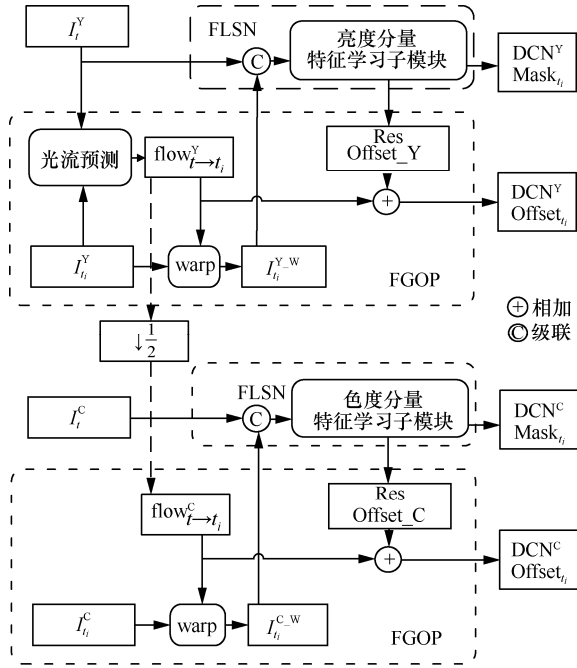 I_t^Y
FLSN
C
亮度分量
特征学习子模块
DCN^Y
Mask_{t_i}
光流预测
flow^Y_{t→t_i}
Res
Offset_Y
+
DCN^Y
Offset_{t_i}
I_{t_i}^Y
warp
I_{t_i}^{Y_W}
FGOP
↓1/2
⊕相加
Ⓒ级联
I_t^C
FLSN
C
色度分量
特征学习子模块
DCN^C
Mask_{t_i}
flow^C_{t→t_i}
Res
Offset_C
+
DCN^C
Offset_{t_i}
I_{t_i}^C
warp
I_{t_i}^{C_W}
FGOP